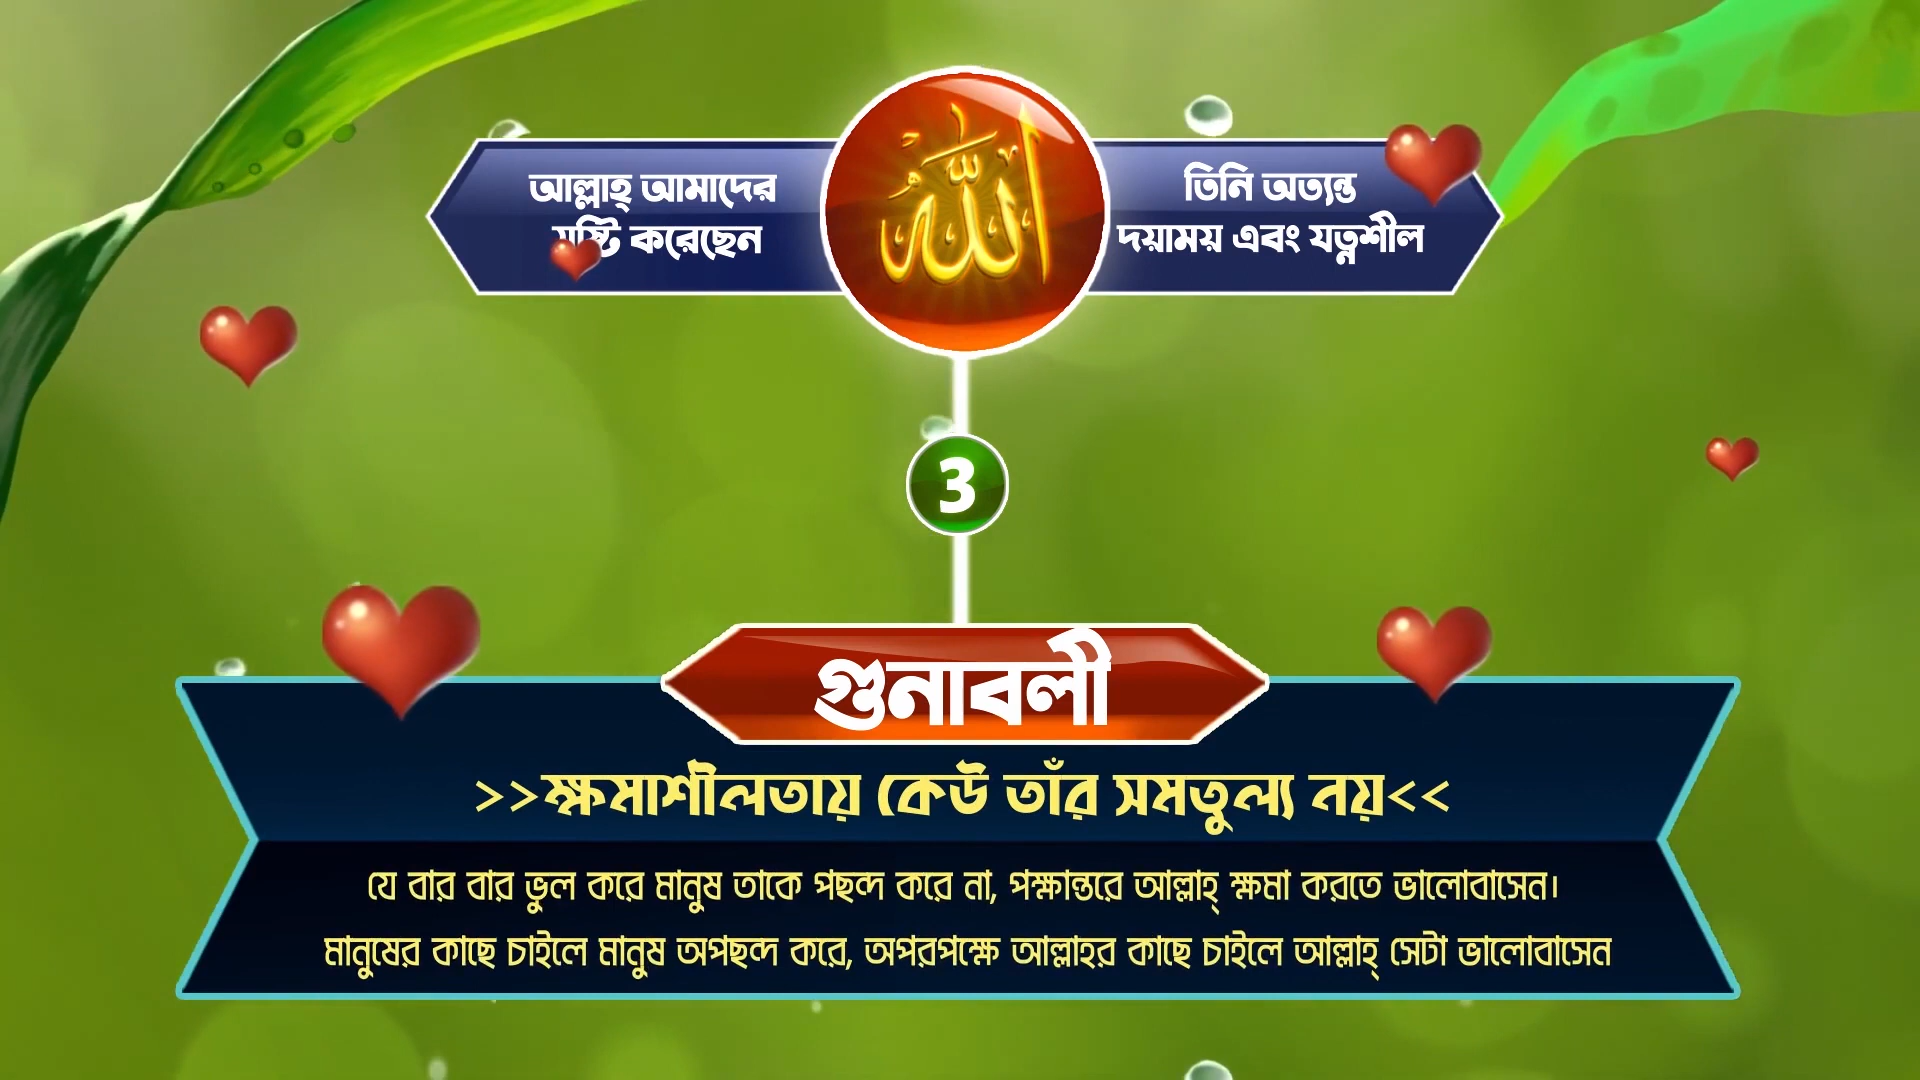 আল্লাহ্ আমাদের
করেছেন
الله
তিনি অত্যন্ত
দয়াময় এবং যত্নশীল
3
গুনাবলী
>>ক্ষমাশীলতায় কেউ তাঁর সমতুল্য নয়<<
যে বার বার ভুল করে মানুষ তাকে পছন্দ করে না, পক্ষান্তরে আল্লাহ্ ক্ষমা করতে ভালোবাসেন।
মানুষের কাছে চাইলে মানুষ অপছন্দ করে, অপরপক্ষে আল্লাহর কাছে চাইলে আল্লাহ্ সেটা ভালোবাসেন